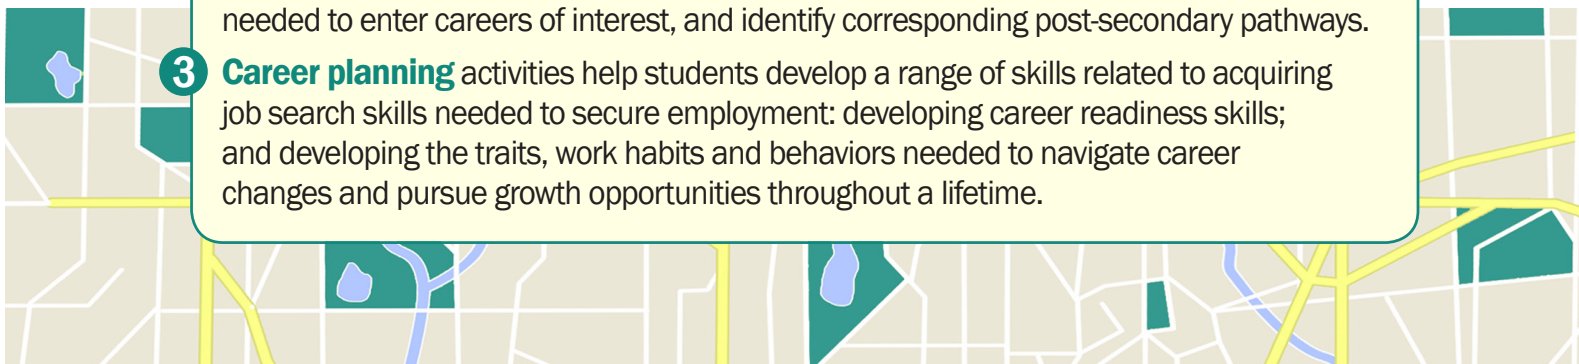 needed to enter careers of interest, and identify corresponding post-secondary pathways.
3 Career planning activities help students develop a range of skills related to acquiring
job search skills needed to secure employment: developing career readiness skills;
and developing the traits, work habits and behaviors needed to navigate career
changes and pursue growth opportunities throughout a lifetime.